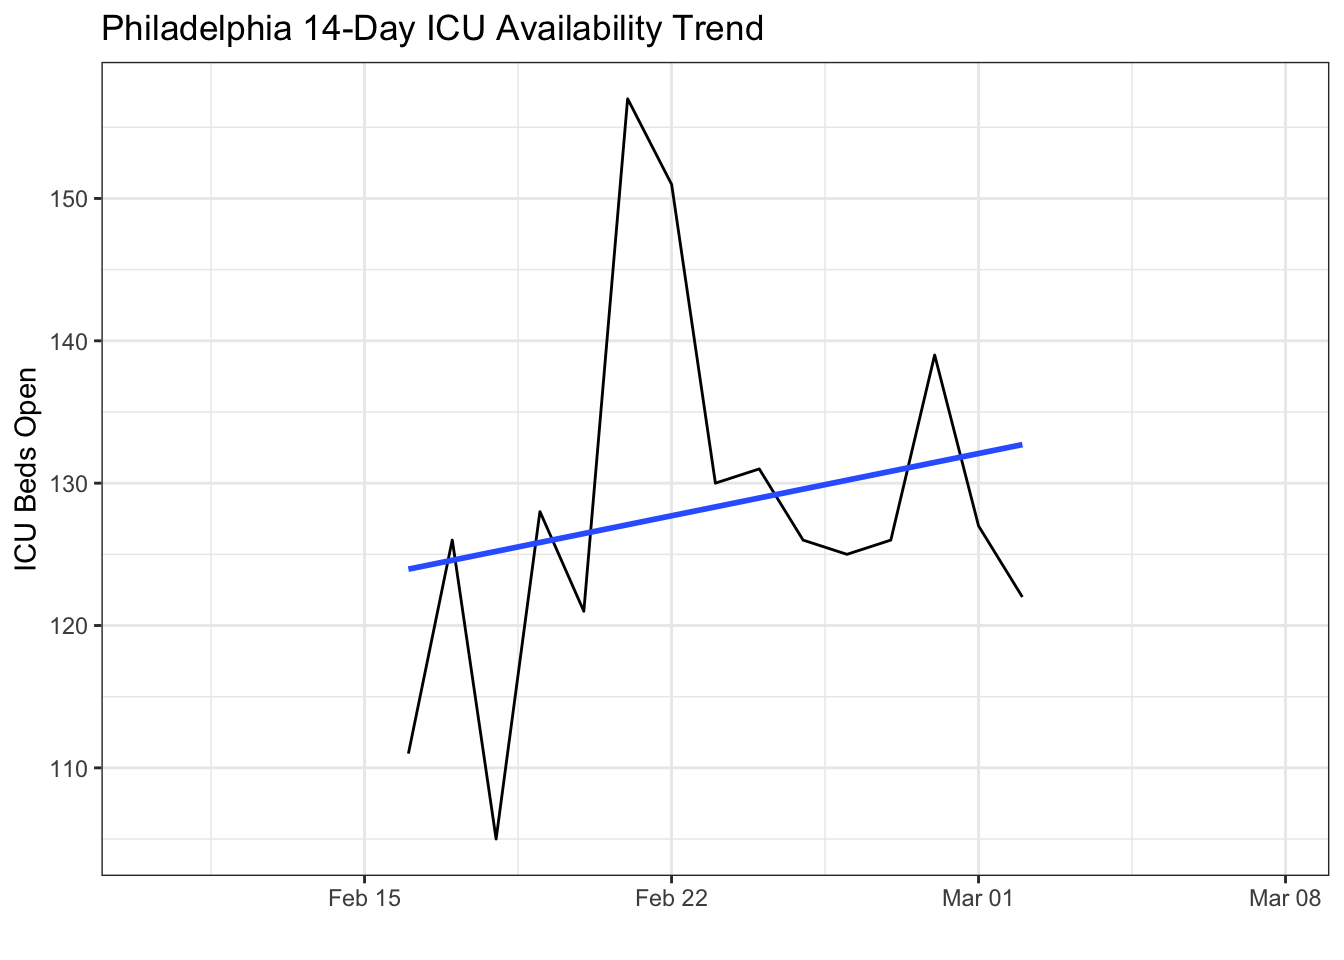 Philadelphia 14-Day ICU Availability Trend
ICU Beds Open
150
140
130
120
110
Feb 15
Feb 22
Mar 01
Mar 08